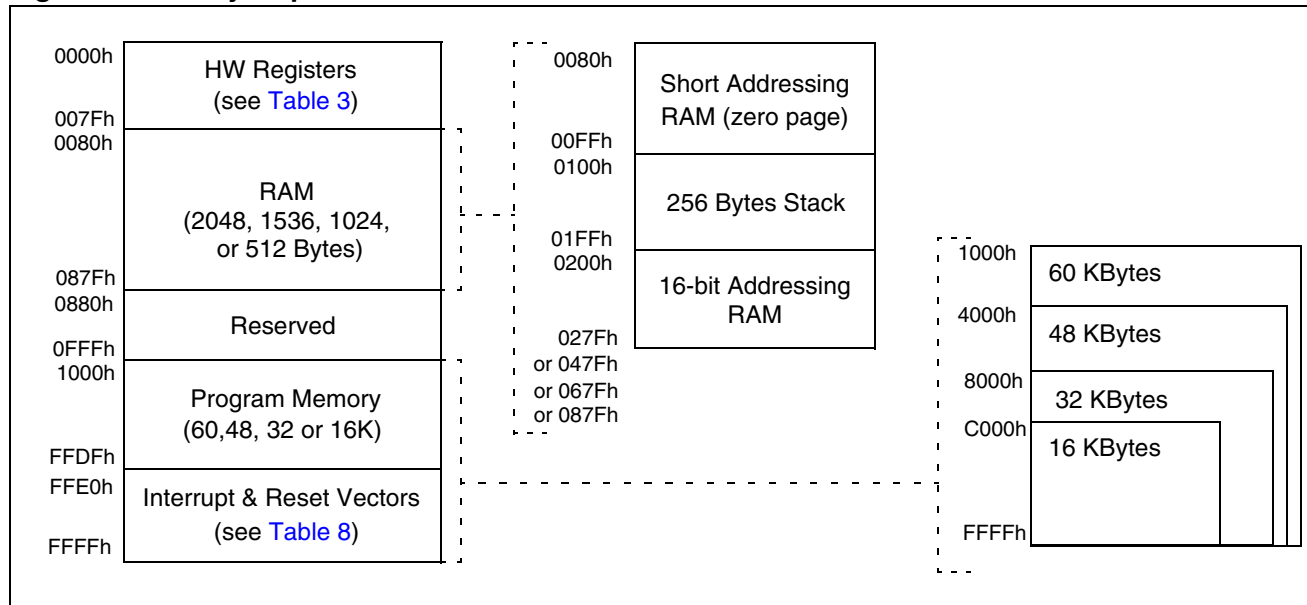 0000h
HW Registers
(see Table 3)
007Fh
0080h
RAM
(2048, 1536, 1024,
or 512 Bytes)
087Fh
0880h
Reserved
0FFFh
1000h
Program Memory
(60,48, 32 or 16K)
FFDFh
FFE0h
Interrupt & Reset Vectors
(see Table 8)
FFFFh
0080h
Short Addressing
RAM (zero page)
00FFh
0100h
256 Bytes Stack
01FFh
0200h
16-bit Addressing
RAM
027Fh
or 047Fh
or 067Fh
or 087Fh
1000h
60 KBytes
4000h
48 KBytes
8000h
32 KBytes
C000h
16 KBytes
FFFFh